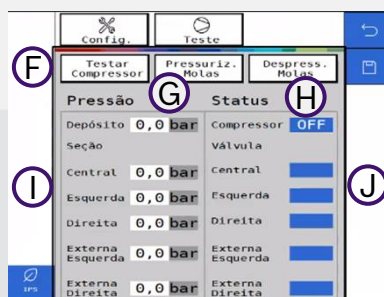 Config. Teste
F Testar Compressor Pressuriz. Molas Despress. Molas
G H
Pressão Status
Depósito 0,0 bar Compressor OFF
Seção Válvula
I Central 0,0 bar Central J
Esquerda 0,0 bar Esquerda
Direita 0,0 bar Direita
Externa Esquerda 0,0 bar Externa Esquerda
IPS
Externa Direita 0,0 bar Externa Direita